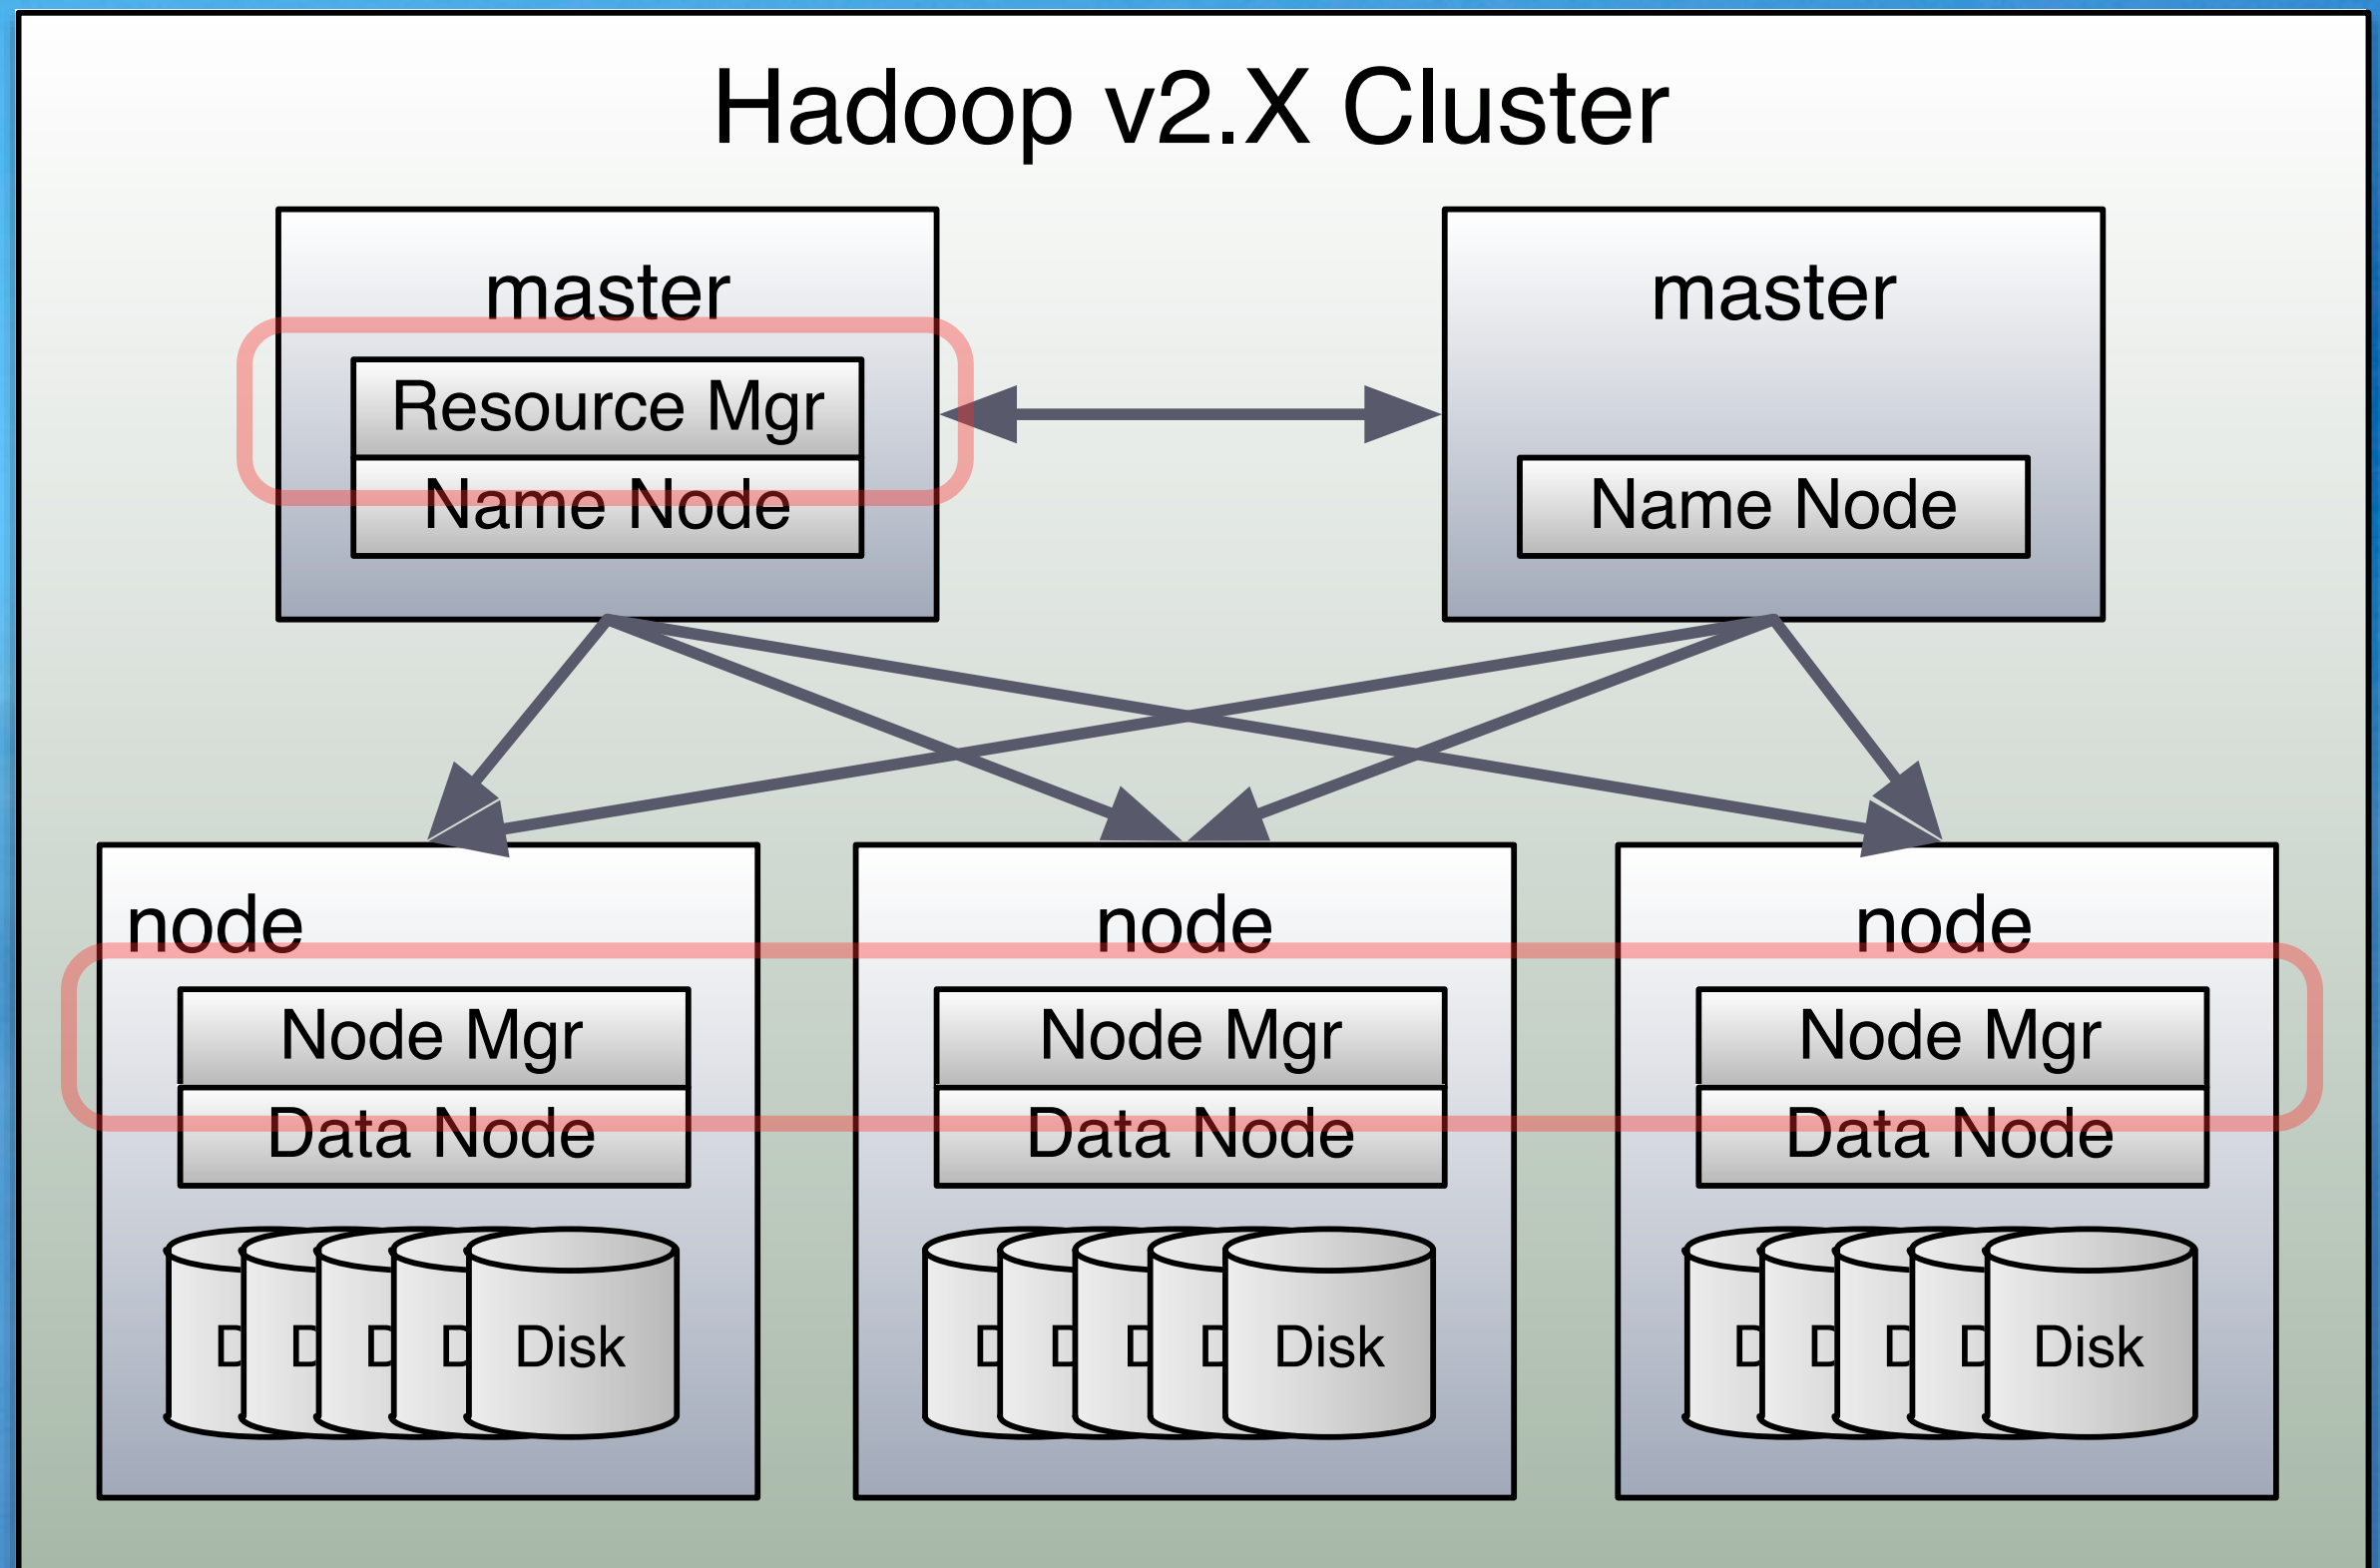 Hadoop v2.X Cluster
master
Resource Mgr
Name Node
master
Name Node
node
Node Mgr
Data Node
D D D D Disk
node
Node Mgr
Data Node
D D D D Disk
node
Node Mgr
Data Node
D D D D Disk